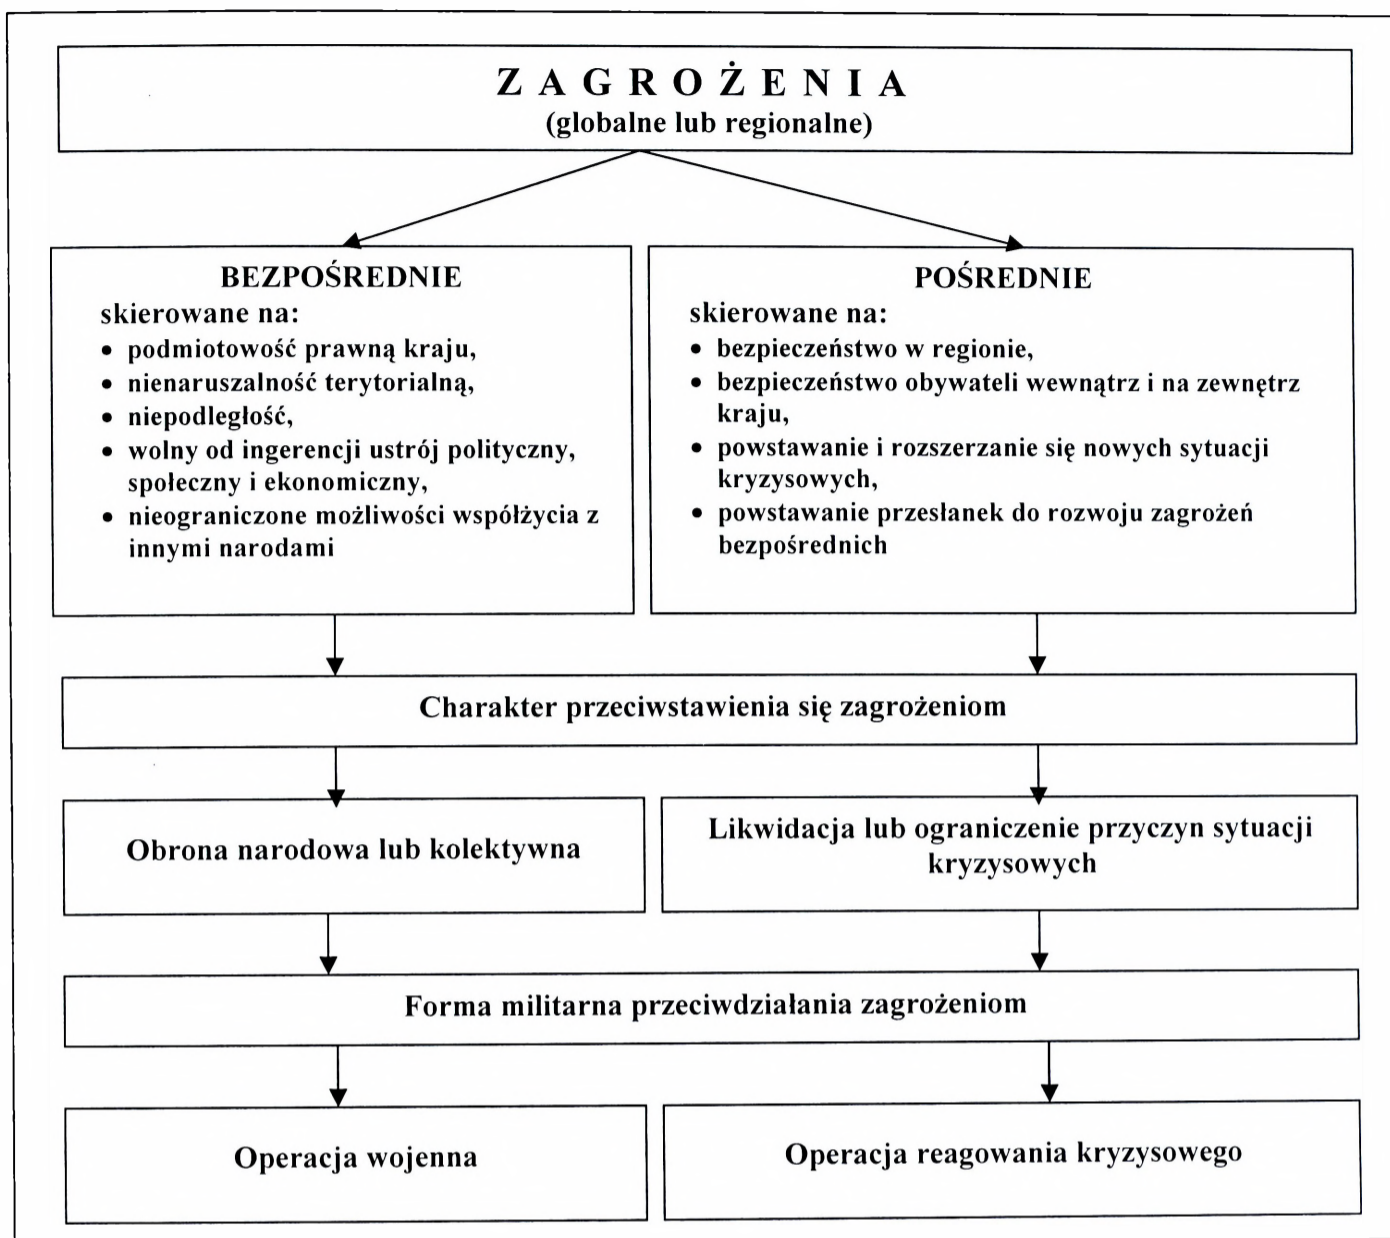 ZAGROŻENIA
(globalne lub regionalne)
BEZPOŚREDNIE
skierowane na:
• podmiotowość prawną kraju,
• nienaruszalność terytorialną,
• niepodległość,
• wolny od ingerencji ustrój polityczny,
społeczny i ekonomiczny,
• nieograniczone możliwości współżycia z
innymi narodami
POŚREDNIE
skierowane na:
• bezpieczeństwo w regionie,
• bezpieczeństwo obywateli wewnątrz i na zewnętrz
kraju,
• powstawanie i rozszerzanie się nowych sytuacji
kryzysowych,
• powstawanie przesłanek do rozwoju zagrożeń
bezpośrednich
Charakter przeciwstawienia się zagrożeniom
Obrona narodowa lub kolektywna
Likwidacja lub ograniczenie przyczyn sytuacji
kryzysowych
Forma militarna przeciwdziałania zagrożeniom
Operacja wojenna
Operacja reagowania kryzysowego